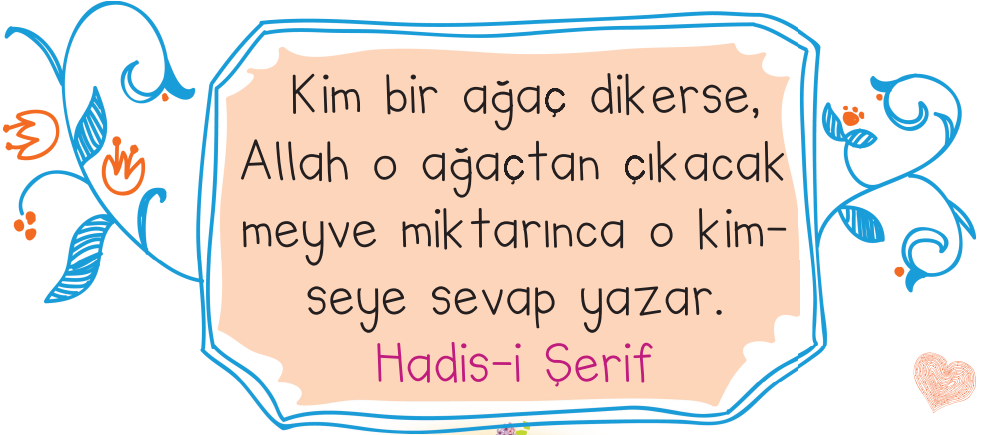 Kim bir ağaç dikerse,
Allah o ağaçtan çıkacak
meyve miktarınca o kim-
seye sevap yazar.
Hadis-i Şerif